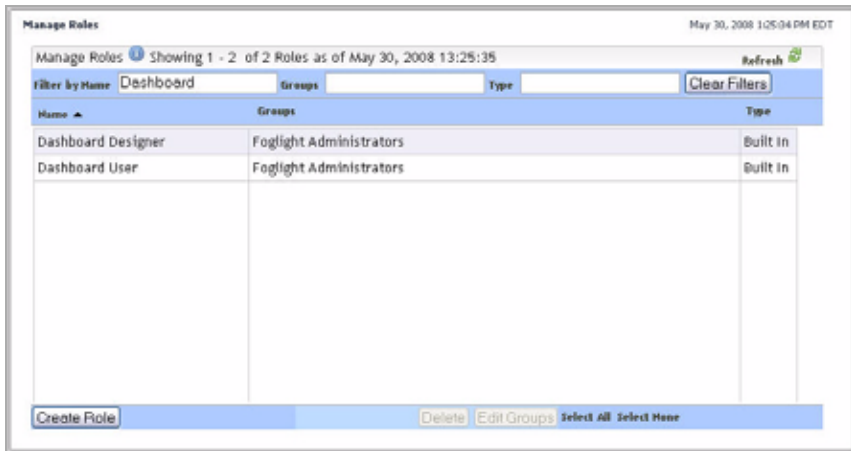 Manage Roles May 30, 2008 1:25:34 PM EDT
Manage Roles Showing 1 - 2 of 2 Roles as of May 30, 2008 13:25:35 Refresh
Filter by Name Dashboard Groups Type Clear Filters
Name Groups Type
Dashboard Designer Foglight Administrators Built In
Dashboard User Foglight Administrators Built In
Create Role Delete Edit Groups Select All Select None